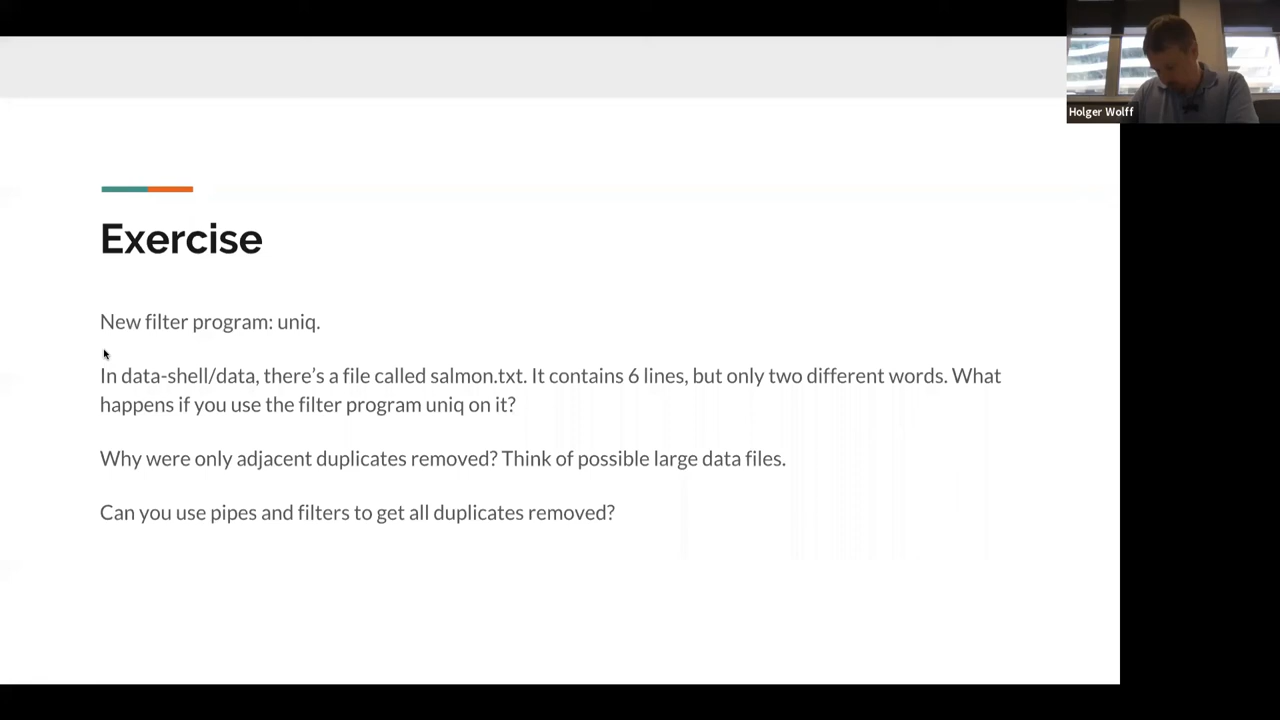 Holger Wolff
Exercise
New filter program: uniq.
In data-shell/data, there’s a file called salmon.txt. It contains 6 lines, but only two different words. What
happens if you use the filter program uniq on it?
Why were only adjacent duplicates removed? Think of possible large data files.
Can you use pipes and filters to get all duplicates removed?